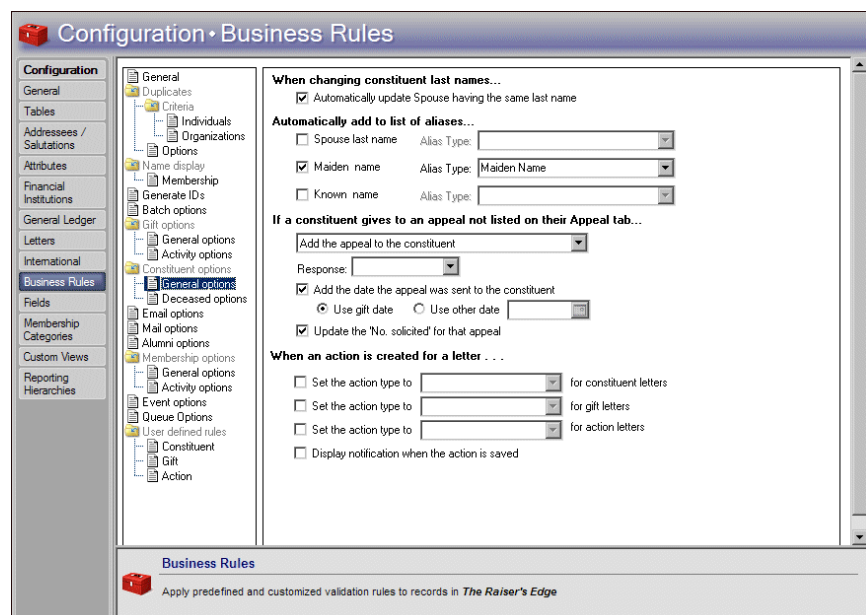 Configuration • Business Rules
Configuration
General
Tables
Addressees /
Salutations
Attributes
Financial
Institutions
General Ledger
Letters
International
Business Rules
Fields
Membership
Categories
Custom Views
Reporting
Hierarchies
General
Duplicates
Criteria
Individuals
Organizations
Options
Name display
Membership
Generate IDs
Batch options
Gift options
General options
Activity options
Constituent options
General options
Deceased options
Email options
Mail options
Alumni options
Membership options
General options
Activity options
Event options
Queue Options
User defined rules
Constituent
Gift
Action
When changing constituent last names...
Automatically update Spouse having the same last name
Automatically add to list of aliases...
Spouse last name Alias Type:
Maiden name Alias Type: Maiden Name
Known name Alias Type:
If a constituent gives to an appeal not listed on their Appeal tab...
Add the appeal to the constituent
Response:
Add the date the appeal was sent to the constituent
Use gift date Use other date
Update the 'No. solicited' for that appeal
When an action is created for a letter . . .
Set the action type to for constituent letters
Set the action type to for gift letters
Set the action type to for action letters
Display notification when the action is saved
Business Rules
Apply predefined and customized validation rules to records in The Raiser's Edge